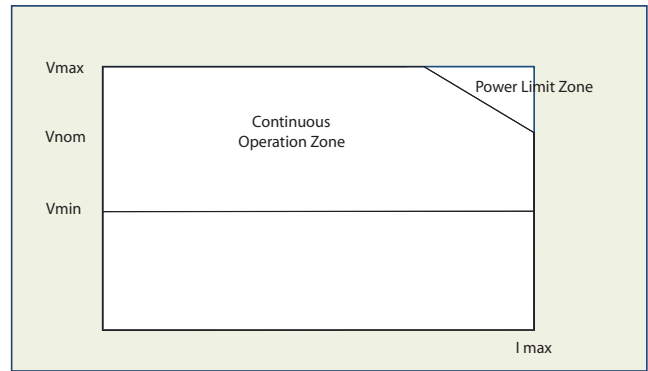 Vmax
Power Limit Zone
Continuous
Operation Zone
Vnom
Vmin
I max